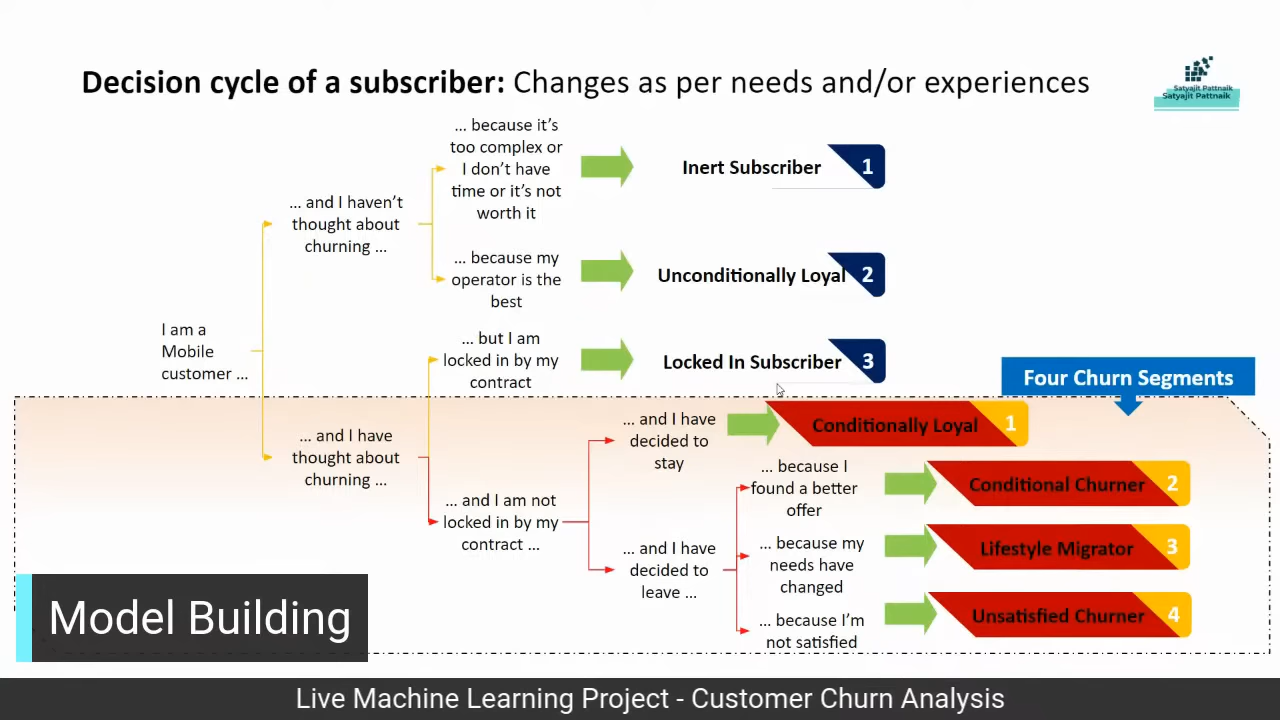 Decision cycle of a subscriber: Changes as per needs and/or experiences
Satyajit Pattnaik
Satyajit Pattnaik
... because it's
too complex or
I don't have
time or it's not
worth it
Inert Subscriber 1
... and I haven't
thought about
churning ...
... because my
operator is the
best
Unconditionally Loyal 2
I am a
Mobile
customer ...
... but I am
locked in by my
contract
Locked In Subscriber 3
Four Churn Segments
... and I have
thought about
churning ...
... and I have
decided to
stay
Conditionally Loyal 1
... and I am not
locked in by my
contract ...
... because I
found a better
offer
Conditional Churner 2
... and I have
decided to
leave ...
... because my
needs have
changed
Lifestyle Migrator 3
... because I'm
not satisfied
Unsatisfied Churner 4
Model Building
Live Machine Learning Project - Customer Churn Analysis